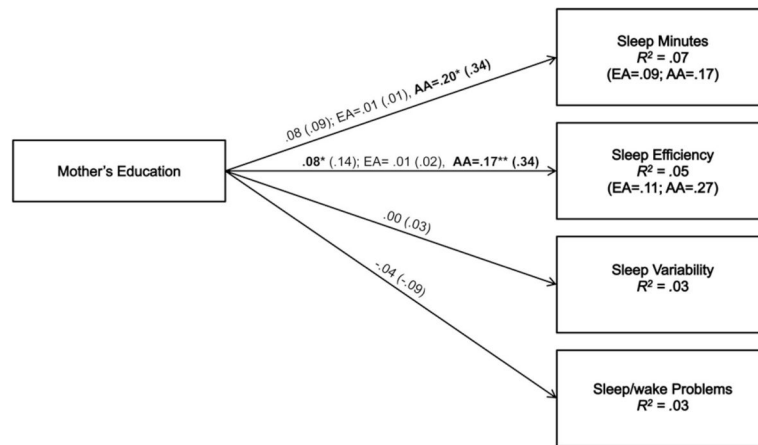 Sleep Minutes
R² = .07
(EA=.09; AA=.17)
.08 (.09); EA=.01 (.01), AA=.20* (.34)
Mother's Education
.08* (.14); EA= .01 (.02), AA=.17** (.34)
Sleep Efficiency
R² = .05
(EA=.11; AA=.27)
.00 (.03)
Sleep Variability
R² = .03
-.04 (-.09)
Sleep/wake Problems
R² = .03